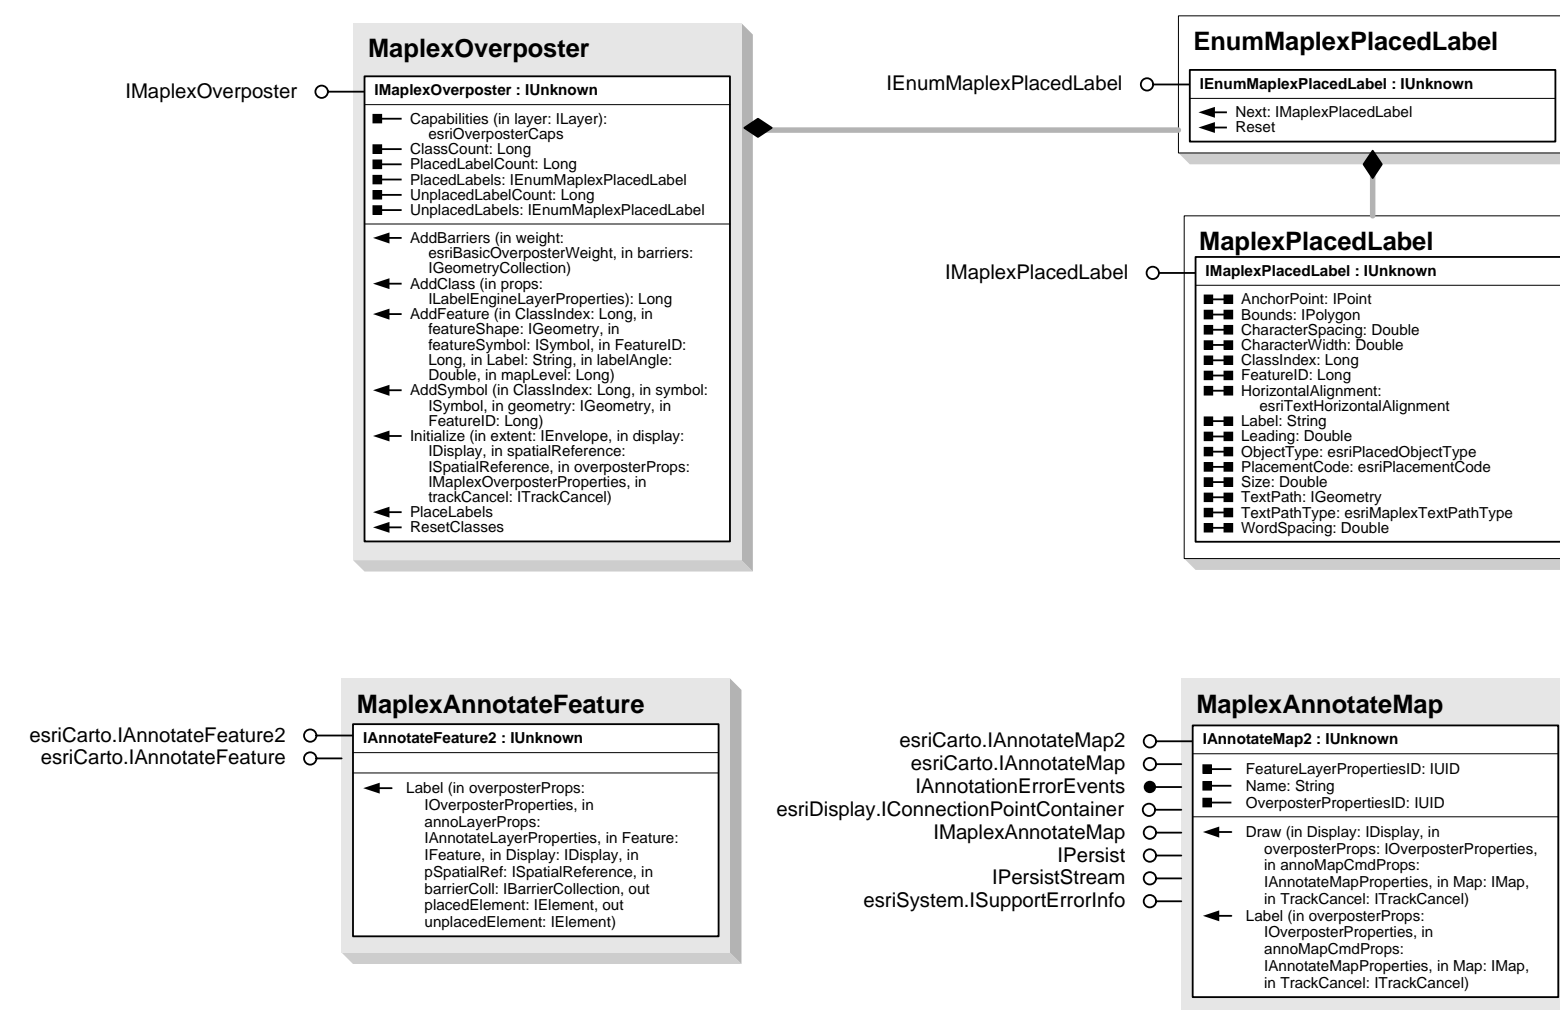 MaplexOverposter
IMaplexOverposter
IMaplexOverposter : IUnknown
Capabilities (in layer: ILayer):
esriOverposterCaps
ClassCount: Long
PlacedLabelCount: Long
PlacedLabels: IEnumMaplexPlacedLabel
UnplacedLabelCount: Long
UnplacedLabels: IEnumMaplexPlacedLabel
AddBarriers (in weight:
esriBasicOverposterWeight, in barriers:
IGeometryCollection)
AddClass (in props:
ILabelEngineLayerProperties): Long
AddFeature (in ClassIndex: Long, in
featureShape: IGeometry, in
featureSymbol: ISymbol, in FeatureID:
Long, in Label: String, in labelAngle:
Double, in mapLevel: Long)
AddSymbol (in ClassIndex: Long, in symbol:
ISymbol, in geometry: IGeometry, in
FeatureID: Long)
Initialize (in extent: IEnvelope, in display:
IDisplay, in spatialReference:
ISpatialReference, in overposterProps:
IMaplexOverposterProperties, in
trackCancel: ITrackCancel)
PlaceLabels
ResetClasses
EnumMaplexPlacedLabel
IEnumMaplexPlacedLabel
IEnumMaplexPlacedLabel : IUnknown
Next: IMaplexPlacedLabel
Reset
MaplexPlacedLabel
IMaplexPlacedLabel
IMaplexPlacedLabel : IUnknown
AnchorPoint: IPoint
Bounds: IPolygon
CharacterSpacing: Double
CharacterWidth: Double
ClassIndex: Long
FeatureID: Long
HorizontalAlignment:
esriTextHorizontalAlignment
Label: String
Leading: Double
ObjectType: esriPlacedObjectType
PlacementCode: esriPlacementCode
Size: Double
TextPath: IGeometry
TextPathType: esriMaplexTextPathType
WordSpacing: Double
MaplexAnnotateFeature
esriCarto.IAnnotateFeature2
esriCarto.IAnnotateFeature
IAnnotateFeature2 : IUnknown
Label (in overposterProps:
IOverposterProperties, in
annoLayerProps:
IAnnotateLayerProperties, in Feature:
IFeature, in Display: IDisplay, in
pSpatialRef: ISpatialReference, in
barrierColl: IBarrierCollection, out
placedElement: IElement, out
unplacedElement: IElement)
MaplexAnnotateMap
esriCarto.IAnnotateMap2
esriCarto.IAnnotateMap
IAnnotationErrorEvents
esriDisplay.IConnectionPointContainer
IMaplexAnnotateMap
IPersist
IPersistStream
esriSystem.ISupportErrorInfo
IAnnotateMap2 : IUnknown
FeatureLayerPropertiesID: IUID
Name: String
OverposterPropertiesID: IUID
Draw (in Display: IDisplay, in
overposterProps: IOverposterProperties,
in annoMapCmdProps:
IAnnotateMapProperties, in Map: IMap,
in TrackCancel: ITrackCancel)
Label (in overposterProps:
IOverposterProperties, in
annoMapCmdProps:
IAnnotateMapProperties, in Map: IMap,
in TrackCancel: ITrackCancel)